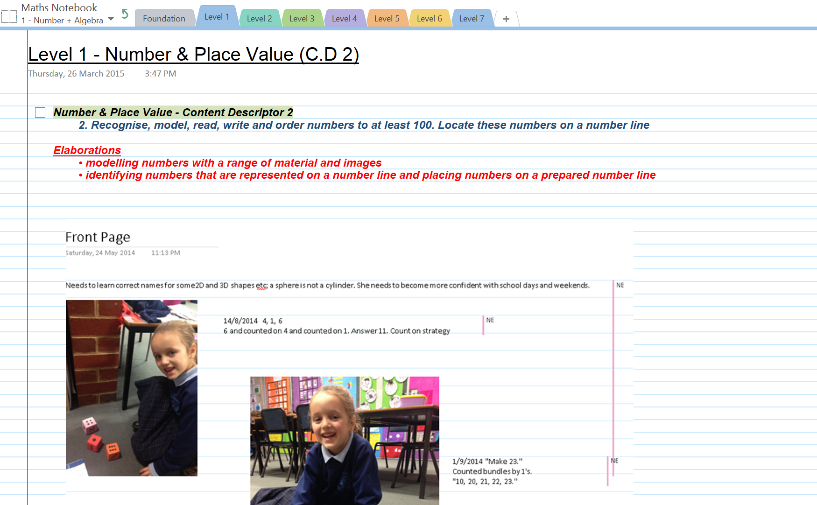 Maths Notebook
1 - Number + Algebra
Foundation
Level 1
Level 2
Level 3
Level 4
Level 5
Level 6
Level 7
+
Level 1 - Number & Place Value (C.D 2)
Thursday, 26 March 2015 3:47 PM
Number & Place Value - Content Descriptor 2
2. Recognise, model, read, write and order numbers to at least 100. Locate these numbers on a number line
Elaborations
• modelling numbers with a range of material and images
• identifying numbers that are represented on a number line and placing numbers on a prepared number line
Front Page
Saturday, 24 May 2014 11:13 PM
Needs to learn correct names for some2D and 3D shapes etc; a sphere is not a cylinder. She needs to become more confident with school days and weekends.
NE
14/8/2014 4, 1, 6
NE
6 and counted on 4 and counted on 1. Answer 11. Count on strategy
1/9/2014 "Make 23."
NE
Counted bundles by 1's.
"10, 20, 21, 22, 23."